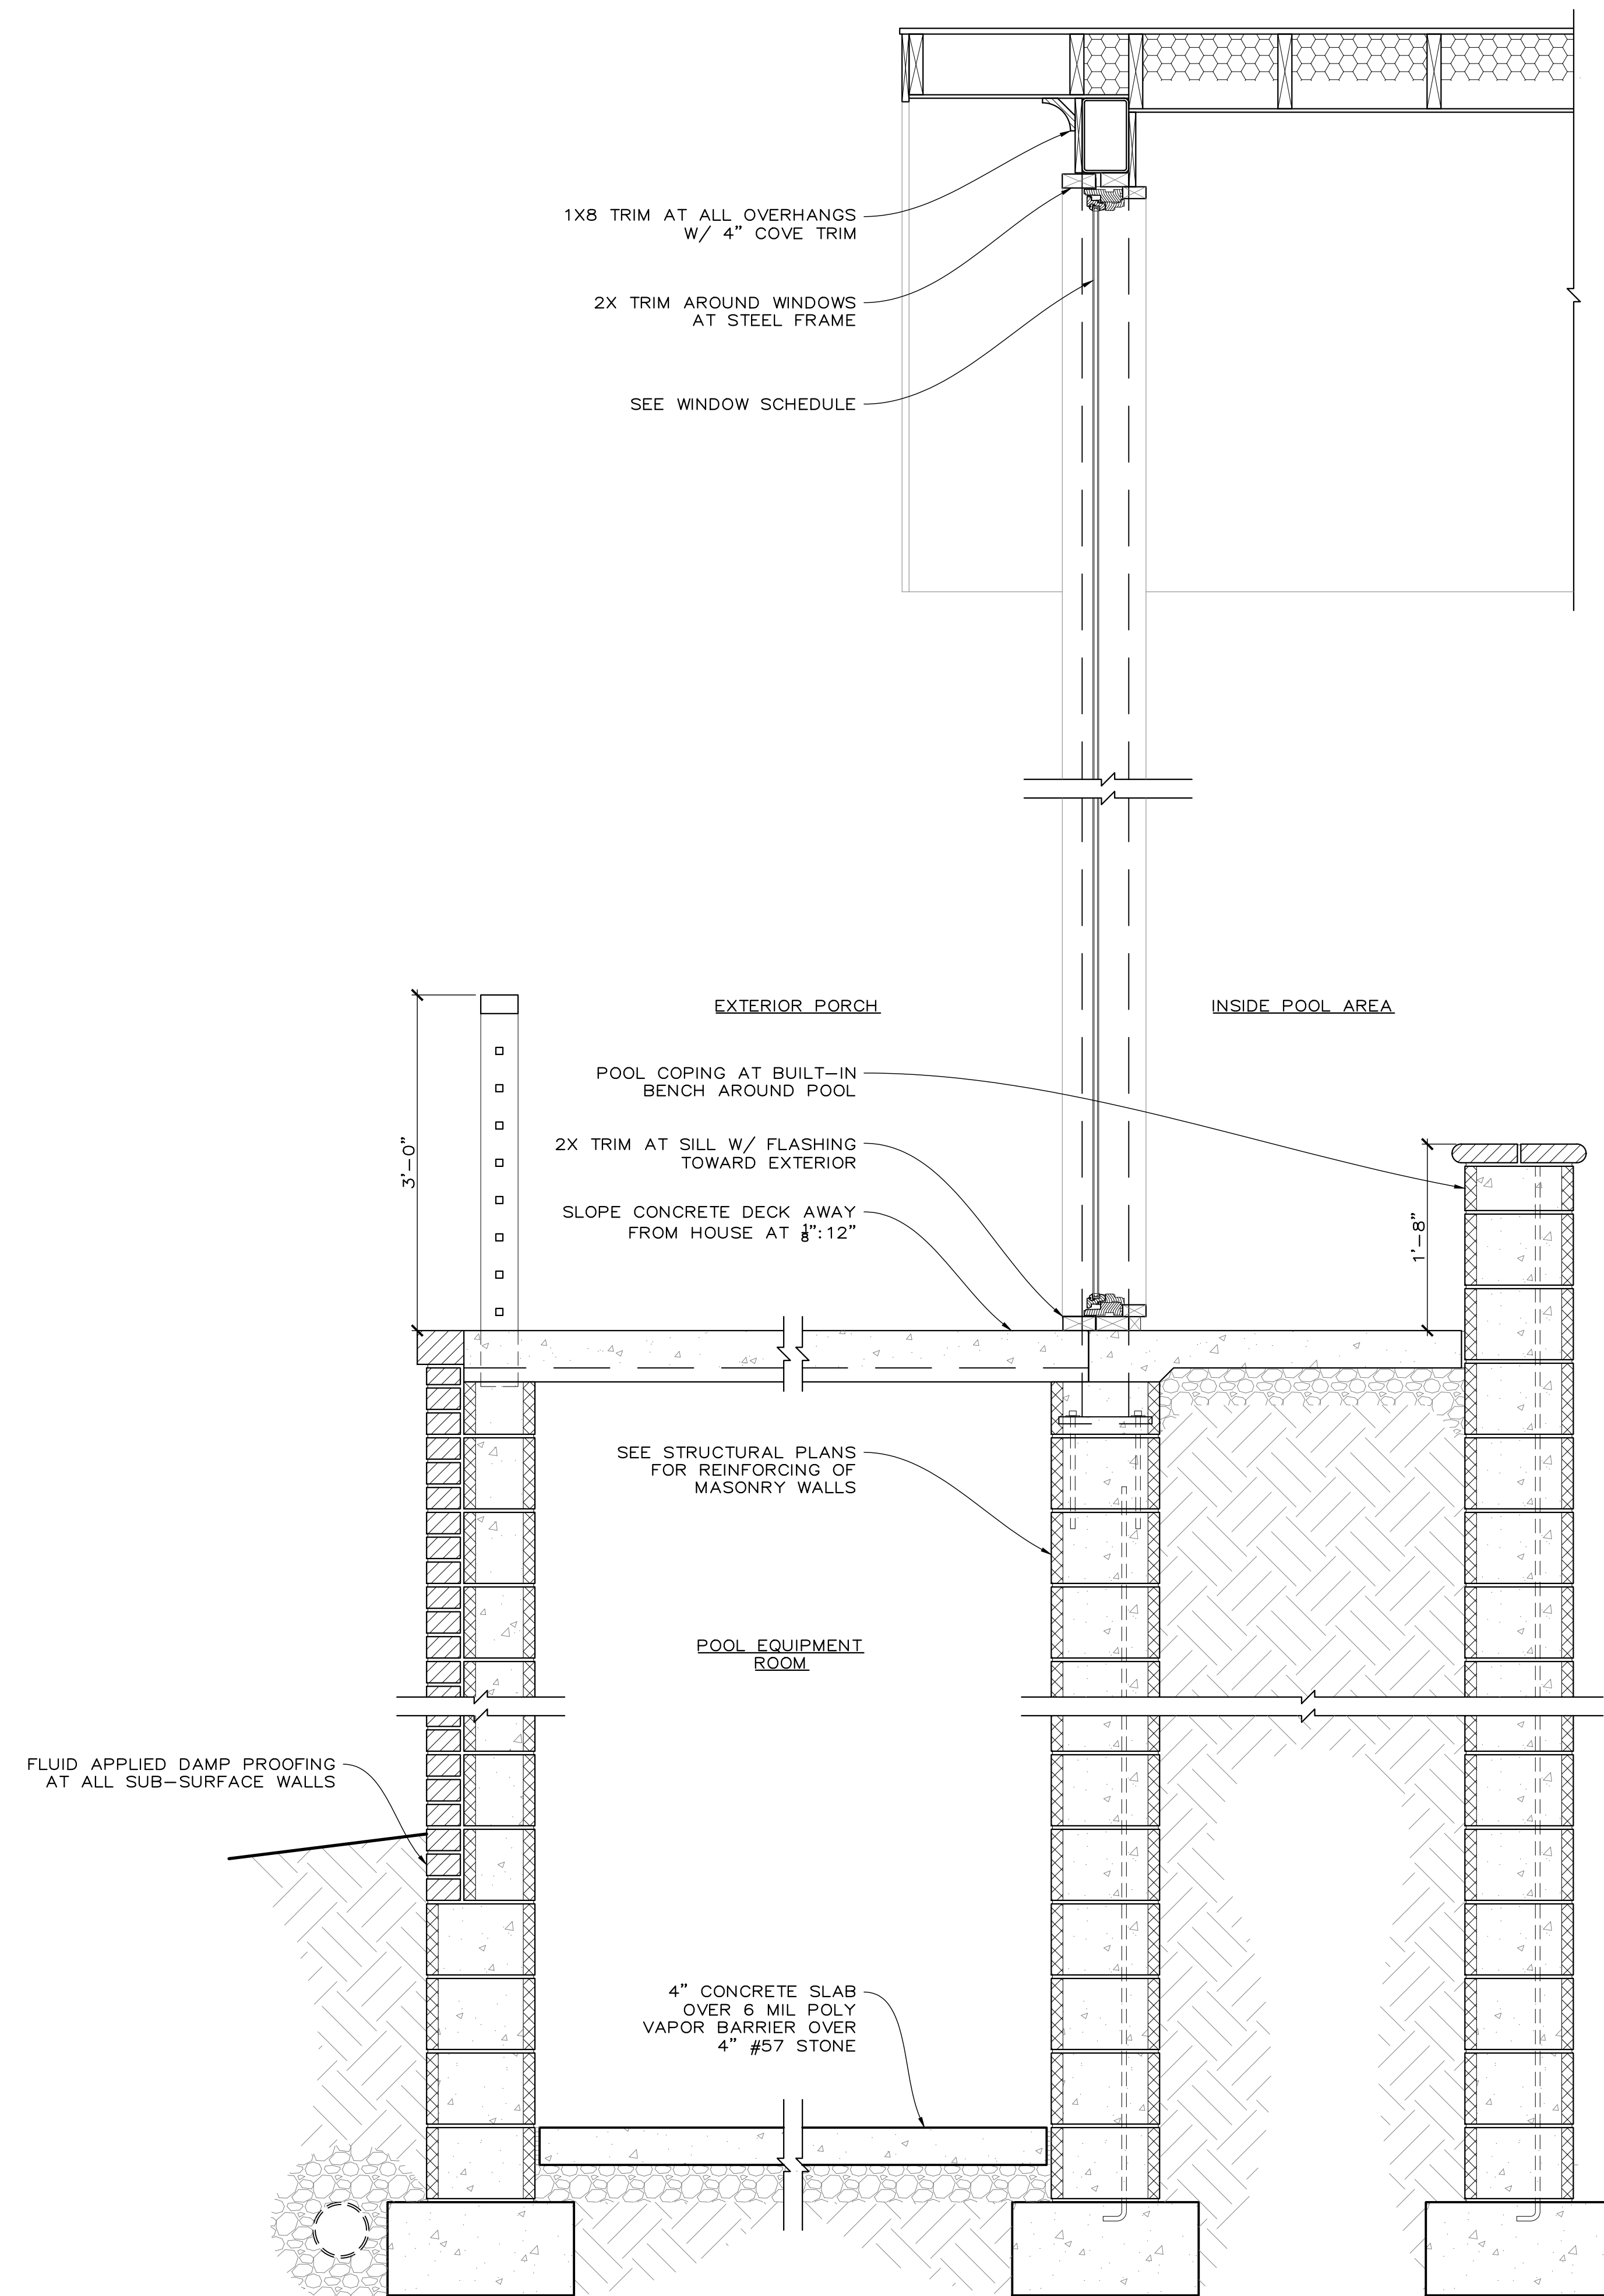 1X8 TRIM AT ALL OVERHANGS
W/ 4" COVE TRIM
2X TRIM AROUND WINDOWS
AT STEEL FRAME
SEE WINDOW SCHEDULE
EXTERIOR PORCH
INSIDE POOL AREA
POOL COPING AT BUILT-IN
BENCH AROUND POOL
3'-0"
2X TRIM AT SILL W/ FLASHING
TOWARD EXTERIOR
SLOPE CONCRETE DECK AWAY
FROM HOUSE AT ⅛":12"
1'-8"
SEE STRUCTURAL PLANS
FOR REINFORCING OF
MASONRY WALLS
POOL EQUIPMENT
ROOM
FLUID APPLIED DAMP PROOFING
AT ALL SUB-SURFACE WALLS
4" CONCRETE SLAB
OVER 6 MIL POLY
VAPOR BARRIER OVER
4" #57 STONE